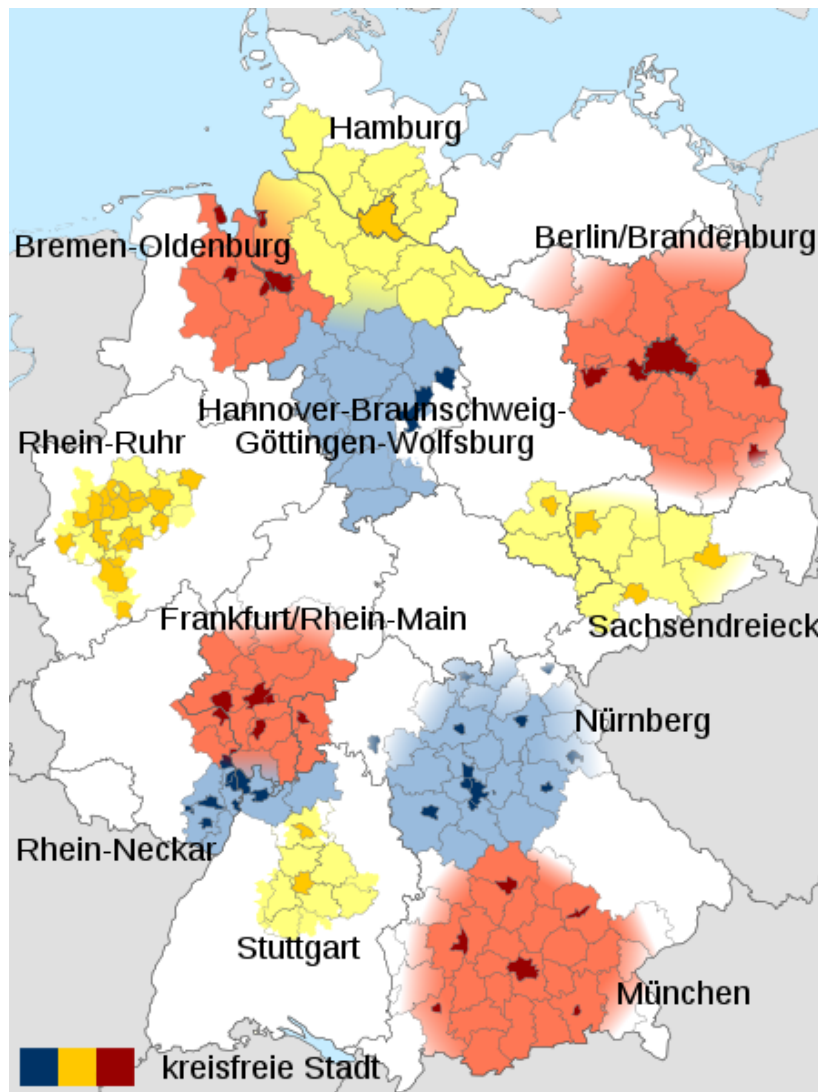 Hamburg
Bremen-Oldenburg
Berlin/Brandenburg
Hannover-Braunschweig-
Göttingen-Wolfsburg
Rhein-Ruhr
Frankfurt/Rhein-Main
Sachsendreieck
Nürnberg
Rhein-Neckar
Stuttgart
München
kreisfreie Stadt